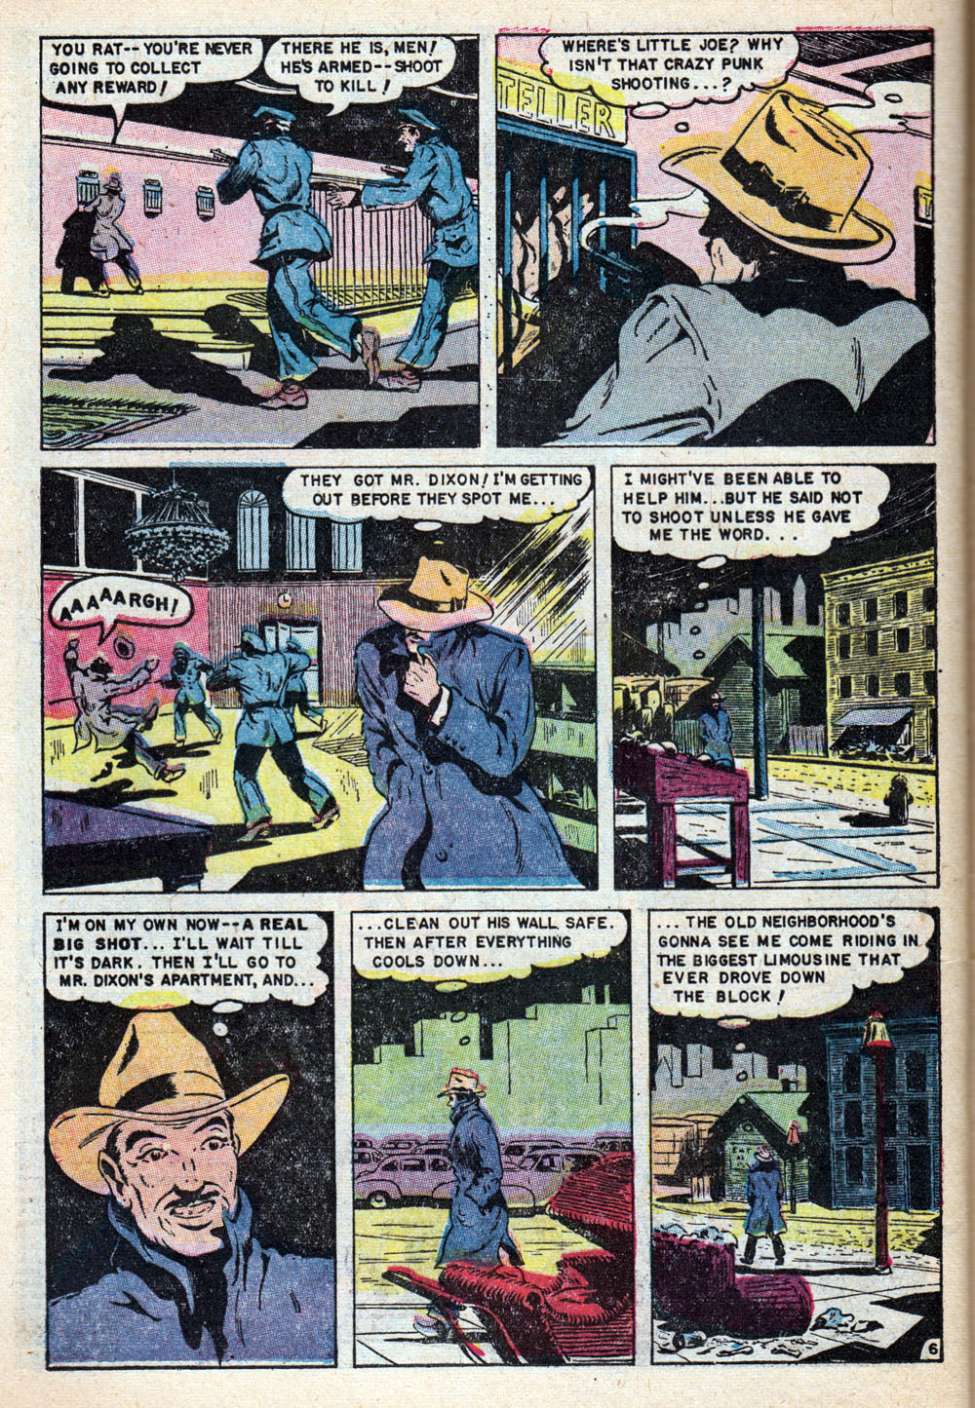 YOU RAT-- YOU'RE NEVER
GOING TO COLLECT
ANY REWARD!
THERE HE IS, MEN!
HE'S ARMED--SHOOT
TO KILL!
WHERE'S LITTLE JOE? WHY
ISN'T THAT CRAZY PUNK
SHOOTING...?
TELLER
T
THEY GOT MR. DIXON! I'M GETTING
OUT BEFORE THEY SPOT ME...
AAAAARGH!
I MIGHT'VE BEEN ABLE TO
HELP HIM...BUT HE SAID NOT
TO SHOOT UNLESS HE GAVE
ME THE WORD. . .
I'M ON MY OWN NOW--A REAL
BIG SHOT... I'LL WAIT TILL
IT'S DARK. THEN I'LL GO TO
MR. DIXON'S APARTMENT, AND...
...CLEAN OUT HIS WALL SAFE.
THEN AFTER EVERYTHING
COOLS DOWN...
... THE OLD NEIGHBORHOOD'S
GONNA SEE ME COME RIDING IN
THE BIGGEST LIMOUSINE THAT
EVER DROVE DOWN
THE BLOCK!
6